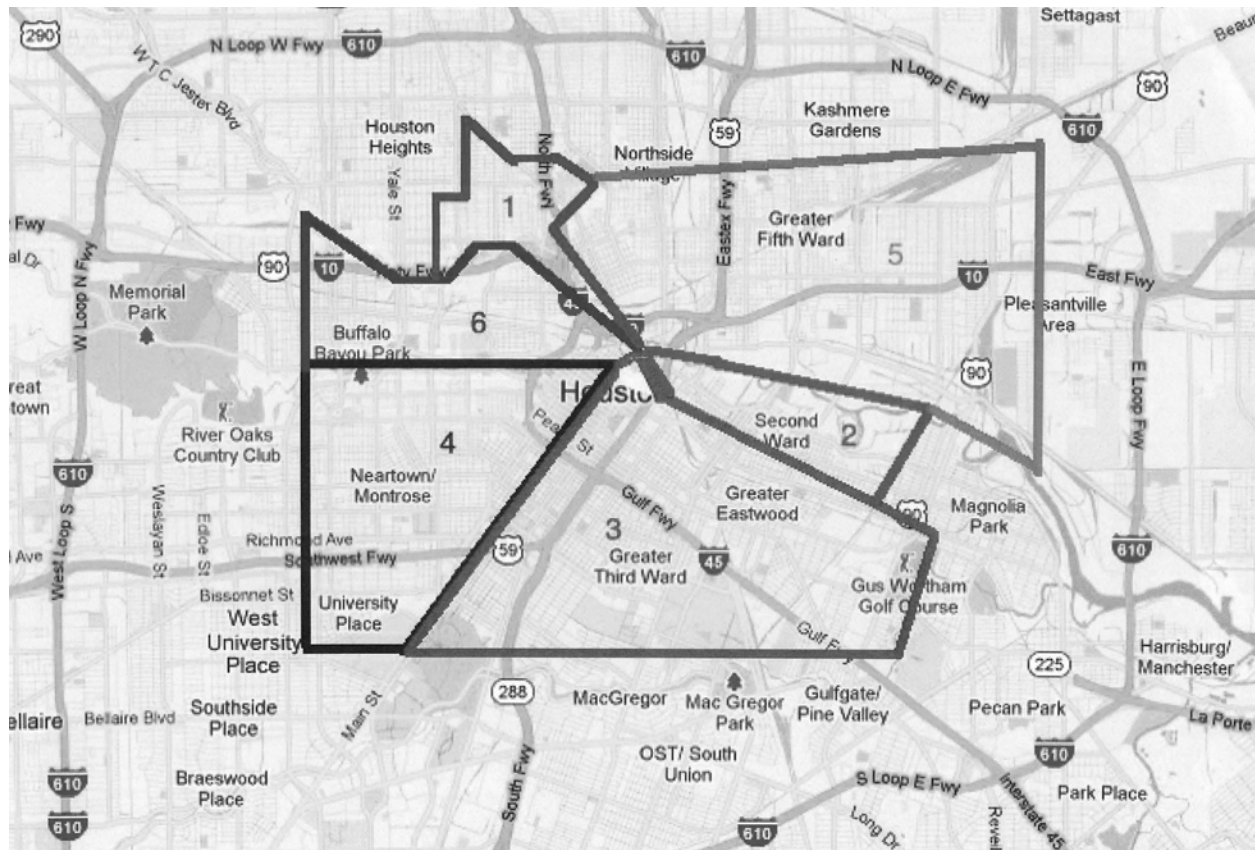 Settagast
290
N Loop W Fwy
610
610
Beau
W T C Jester Blvd
N Loop E Fwy
90
Kashmere
Gardens
Houston
Heights
59
610
North Fwy
Northside
Village
Yale St
1
Greater
Fifth Ward
Eastex Fwy
Fwy
5
al Dr
90
10
Katy Fwy
10
East Fwy
W Loop N Fwy
Memorial
Park
45
Pleasantville
Area
6
Buffalo
Bayou Park
90
E Loop Fwy
reat
town
Houston
River Oaks
Country Club
Pease St
Second
Ward
2
4
610
Neartown/
Montrose
Greater
Eastwood
Gulf Fwy
90
Magnolia
Park
Weslayan St
Edloe St
3
West Loop S
Richmond Ave
Southwest Fwy
59
Greater
Third Ward
45
610
Ave
Gus Wortham
Golf Course
Bissonnet St
University
Place
West
University
Place
Gulf Fwy
Harrisburg/
Manchester
225
288
MacGregor
Mac Gregor
Park
Gulfgate/
Pine Valley
Pecan Park
La Porte
ellaire
Bellaire Blvd
Southside
Place
Main St
OST/ South
Union
610
South Fwy
610
Braeswood
Place
S Loop E Fwy
Interstate 45
Park Place
610
610
Long Dr
Reveil